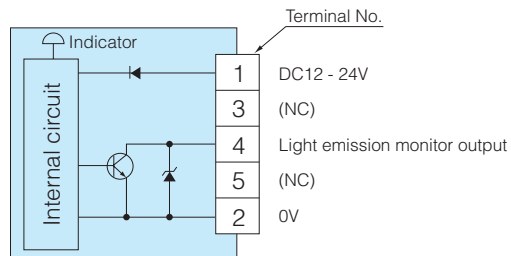 Terminal No.
Indicator
Internal circuit
1 DC12 - 24V
3 (NC)
4 Light emission monitor output
5 (NC)
2 0V